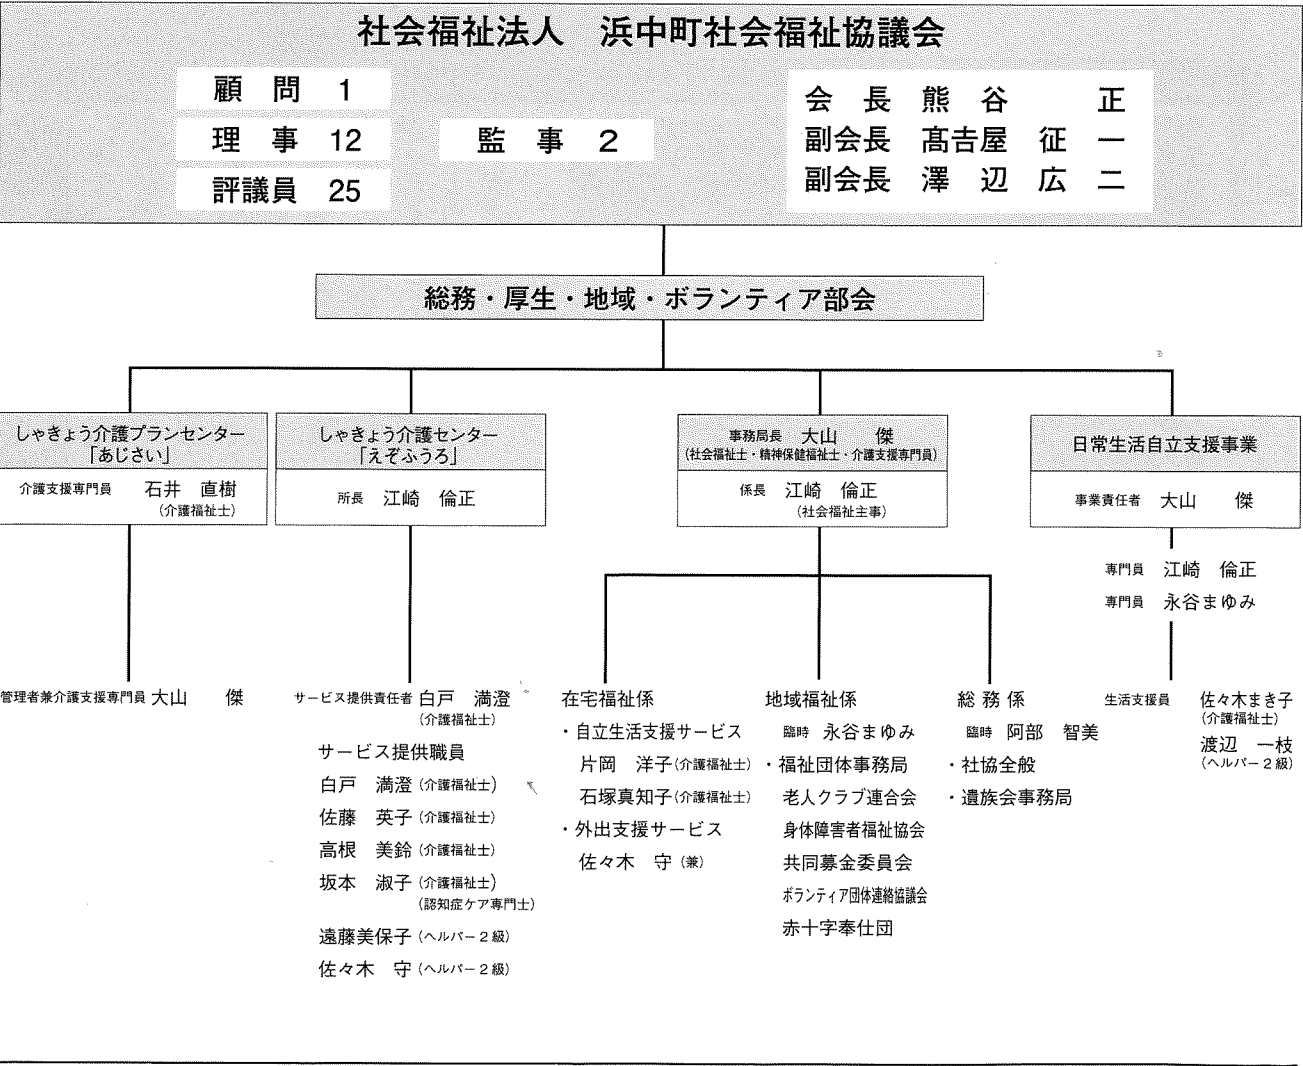 社会福祉法人　浜中町社会福祉協議会
顧　問　1
理　事　12
評議員　25
監　事　2
会　長　熊　谷　　　正
副会長　髙𠮷屋　征　一
副会長　澤　辺　広　二
総務・厚生・地域・ボランティア部会
しゃきょう介護プランセンター
「あじさい」
介護支援専門員　石井　直樹
（介護福祉士）
管理者兼介護支援専門員 大山　　傑
しゃきょう介護センター
「えぞふうろ」
所長　江崎　倫正
サービス提供責任者 白戸　満澄
（介護福祉士）
サービス提供職員
白戸　満澄（介護福祉士）
佐藤　英子（介護福祉士）
高根　美鈴（介護福祉士）
坂本　淑子（介護福祉士）
（認知症ケア専門士）
遠藤美保子（ヘルパー２級）
佐々木　守（ヘルパー２級）
事務局長　大山　　傑
（社会福祉士・精神保健福祉士・介護支援専門員）
係長　江崎　倫正
（社会福祉主事）
在宅福祉係
・自立生活支援サービス
片岡　洋子（介護福祉士）
石塚真知子（介護福祉士）
・外出支援サービス
佐々木　守（兼）
地域福祉係
臨時　永谷まゆみ
・福祉団体事務局
老人クラブ連合会
身体障害者福祉協会
共同募金委員会
ボランティア団体連絡協議会
赤十字奉仕団
総 務 係
臨時　阿部　智美
・社協全般
・遺族会事務局
日常生活自立支援事業
事業責任者　大山　　傑
専門員　江崎　倫正
専門員　永谷まゆみ
生活支援員　佐々木まき子
（介護福祉士）
渡辺　一枝
（ヘルパー２級）